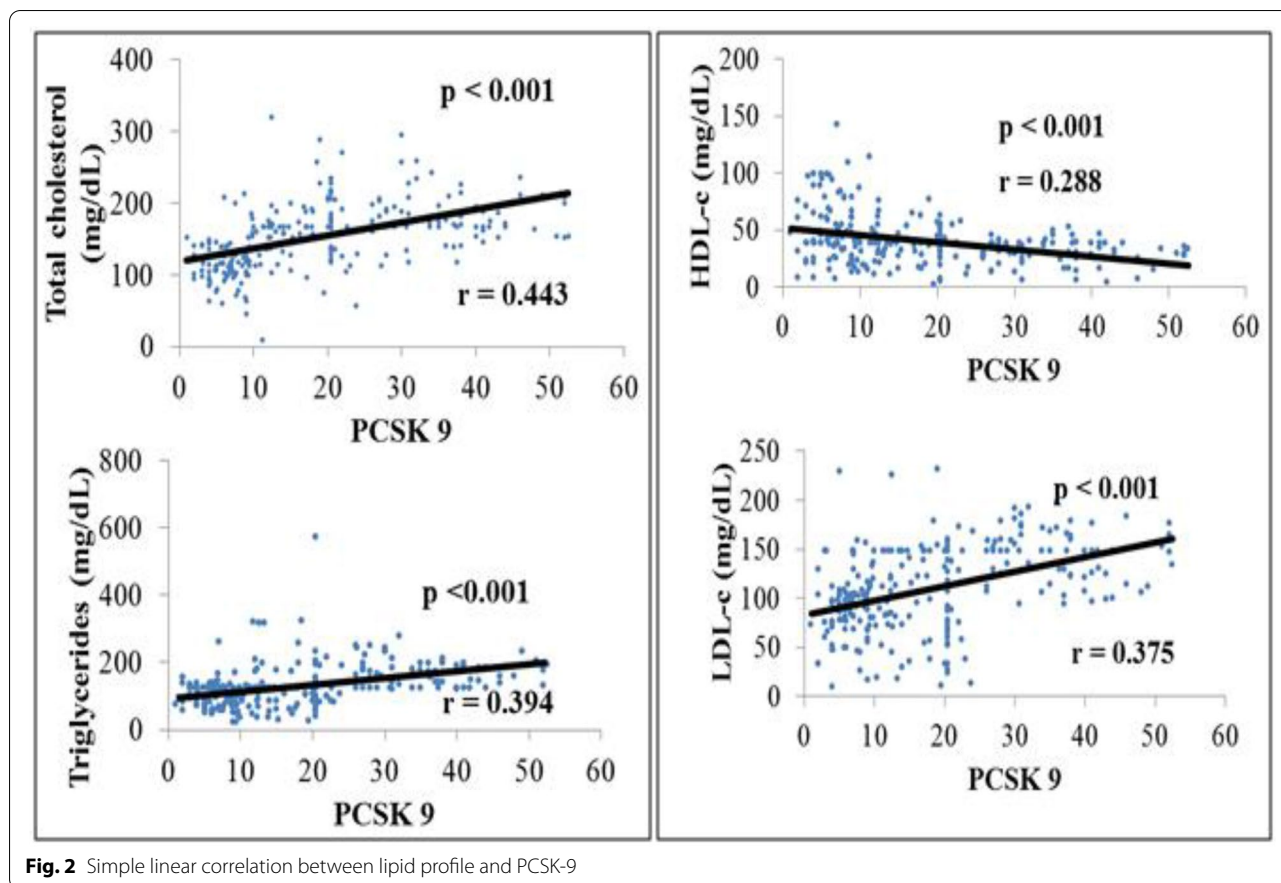 400
300
200
100
0
Total cholesterol
(mg/dL)
p < 0.001
r = 0.443
0 10 20 30 40 50 60
PCSK 9
200
150
100
50
0
HDL-c (mg/dL)
p < 0.001
r = 0.288
0 10 20 30 40 50 60
PCSK 9
800
600
400
200
0
Triglycerides (mg/dL)
p <0.001
r = 0.394
0 10 20 30 40 50 60
PCSK 9
250
200
150
100
50
0
LDL-c (mg/dL)
p < 0.001
r = 0.375
0 10 20 30 40 50 60
PCSK 9
Fig. 2 Simple linear correlation between lipid profile and PCSK-9